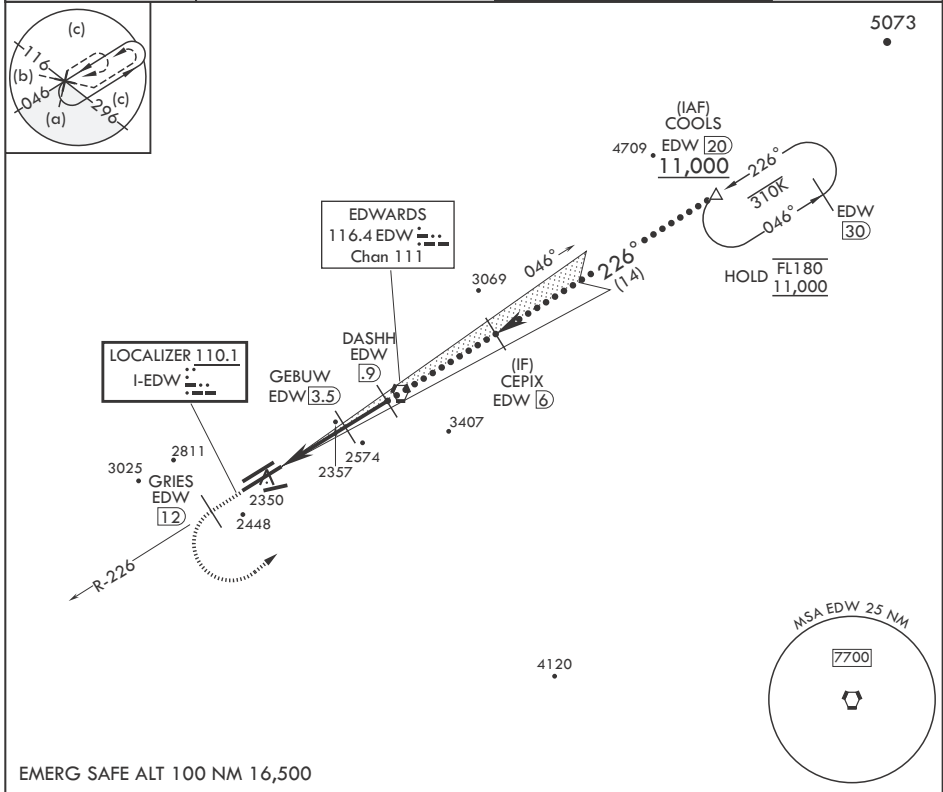 (c)
116
(b)
046
(a)
296
(c)
5073
(IAF)
COOLS
EDW 20
11,000
4709
226°
310K
046°
EDW
30
HOLD FL180
11,000
EDWARDS
116.4 EDW
Chan 111
3069
046°
226°
(14)
DASHH
EDW
.9
LOCALIZER 110.1
I-EDW
GEBUW
EDW 3.5
(IF)
CEPIX
EDW 6
3407
2574
2357
2811
3025
GRIES
EDW
12
2350
2448
R-226
MSA EDW 25 NM
7700
4120
EMERG SAFE ALT 100 NM 16,500